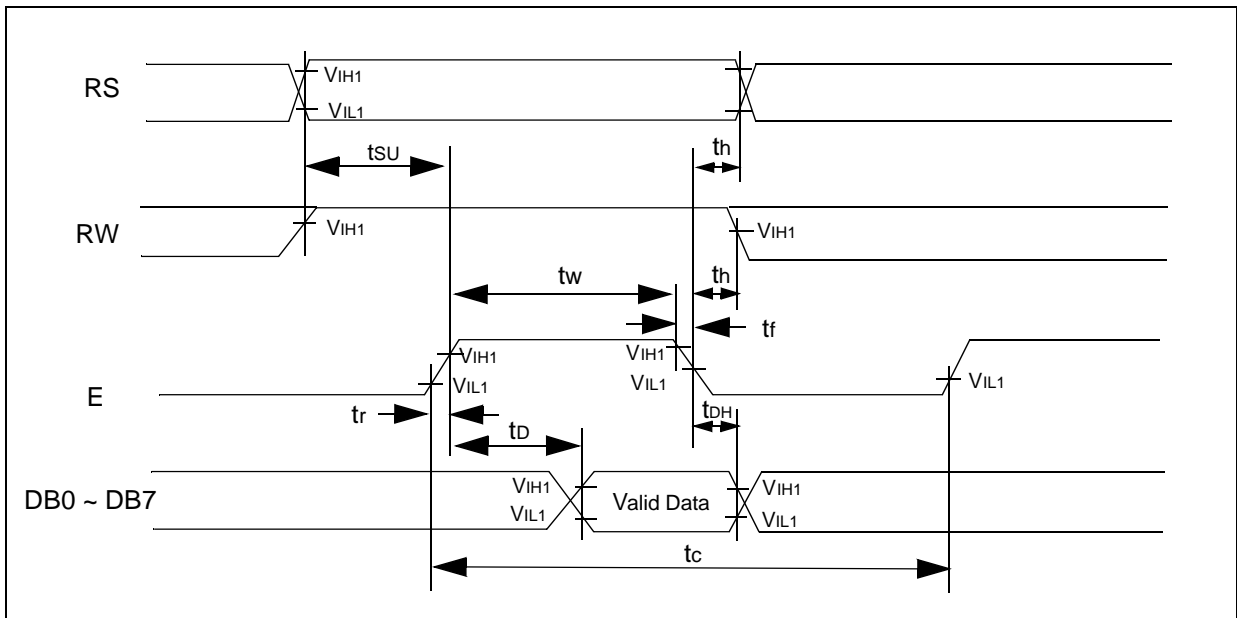 RS
VIH1
VIL1
tSU
th
RW
VIH1
VIH1
tw
th
tf
E
VIH1
VIL1
VIH1
VIL1
VIL1
tr
tD
tDH
DB0 ~ DB7
VIH1
VIL1
Valid Data
VIH1
VIL1
tc